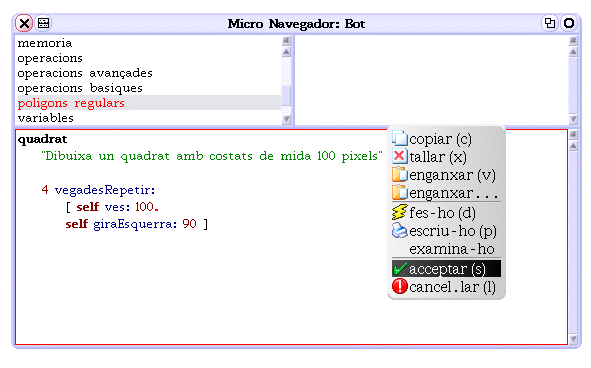 Micro Navegador: Bot
memoria
operacions
operacions avançades
operacions basiques
poligons regulars
variables
quadrat
"Dibuixa un quadrat amb costats de mida 100 pixels"
4 vegadesRepetir:
[ self ves: 100.
self giraEsquerra: 90 ]
copiar (c)
tallar (x)
enganxar (v)
enganxar...
fes-ho (d)
escriu-ho (p)
examina-ho
acceptar (s)
cancel.lar (l)